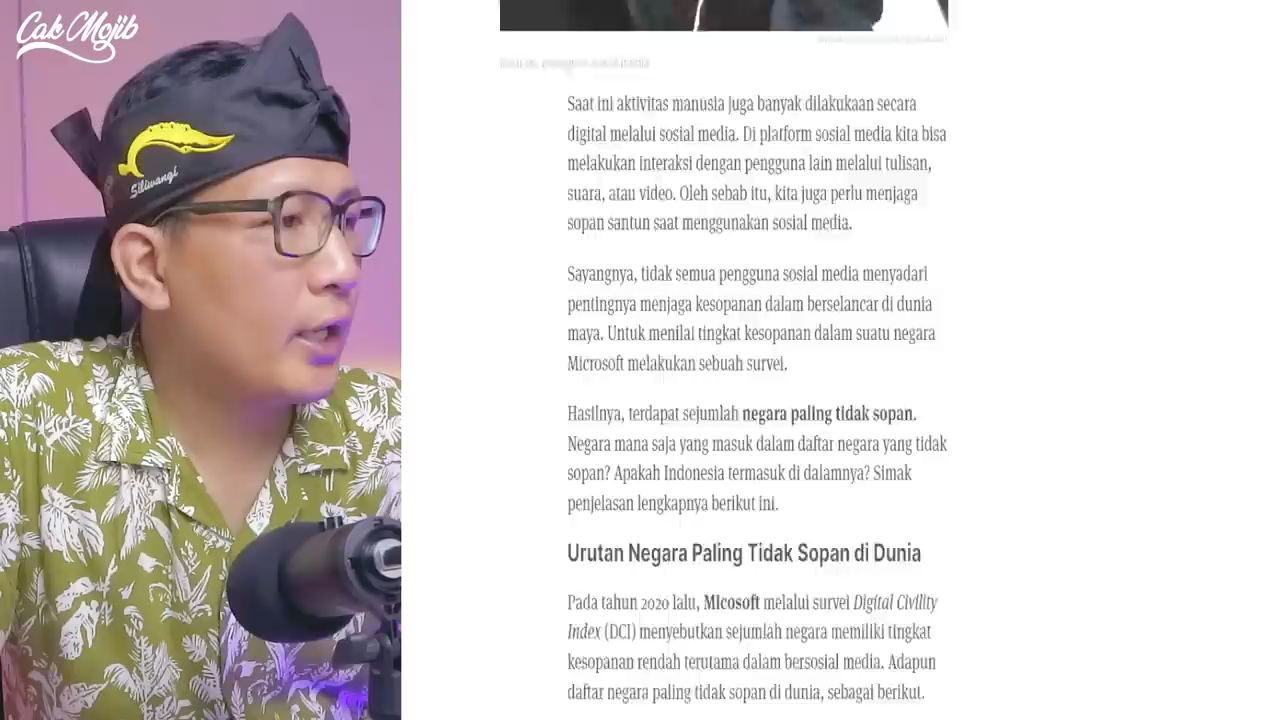 Cak Mojib
Siliwangi
Saat ini aktivitas manusia juga banyak dilakukaan secara
digital melalui sosial media. Di platform sosial media kita bisa
melakukan interaksi dengan pengguna lain melalui tulisan,
suara, atau video. Oleh sebab itu, kita juga perlu menjaga
sopan santun saat menggunakan sosial media.
Sayangnya, tidak semua pengguna sosial media menyadari
pentingnya menjaga kesopanan dalam berselancar di dunia
maya. Untuk menilai tingkat kesopanan dalam suatu negara
Microsoft melakukan sebuah survei.
Hasilnya, terdapat sejumlah negara paling tidak sopan.
Negara mana saja yang masuk dalam daftar negara yang tidak
sopan? Apakah Indonesia termasuk di dalamnya? Simak
penjelasan lengkapnya berikut ini.
Urutan Negara Paling Tidak Sopan di Dunia
Pada tahun 2020 lalu, Micosoft melalui survei Digital Civility
Index (DCI) menyebutkan sejumlah negara memiliki tingkat
kesopanan rendah terutama dalam bersosial media. Adapun
daftar negara paling tidak sopan di dunia, sebagai berikut.